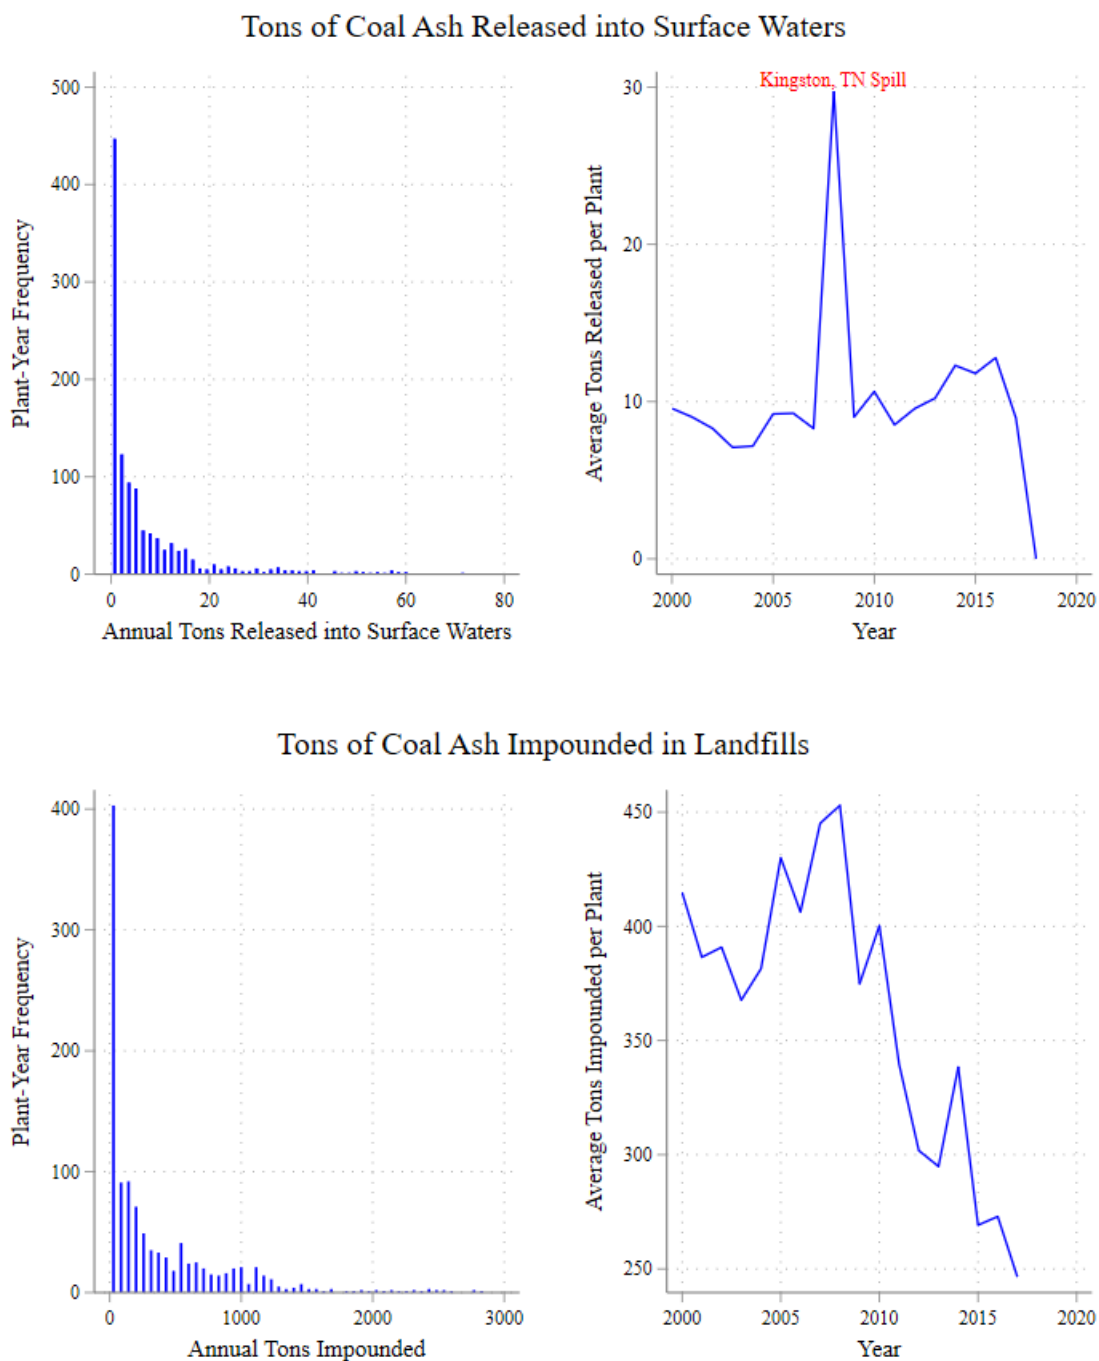 Tons of Coal Ash Released into Surface Waters
Plant-Year Frequency
500
400
300
200
100
0
0 20 40 60 80
Annual Tons Released into Surface Waters
Kingston, TN Spill
Average Tons Released per Plant
30
20
10
0
2000 2005 2010 2015 2020
Year
Tons of Coal Ash Impounded in Landfills
Plant-Year Frequency
400
300
200
100
0
0 1000 2000 3000
Annual Tons Impounded
Average Tons Impounded per Plant
450
400
350
300
250
2000 2005 2010 2015 2020
Year